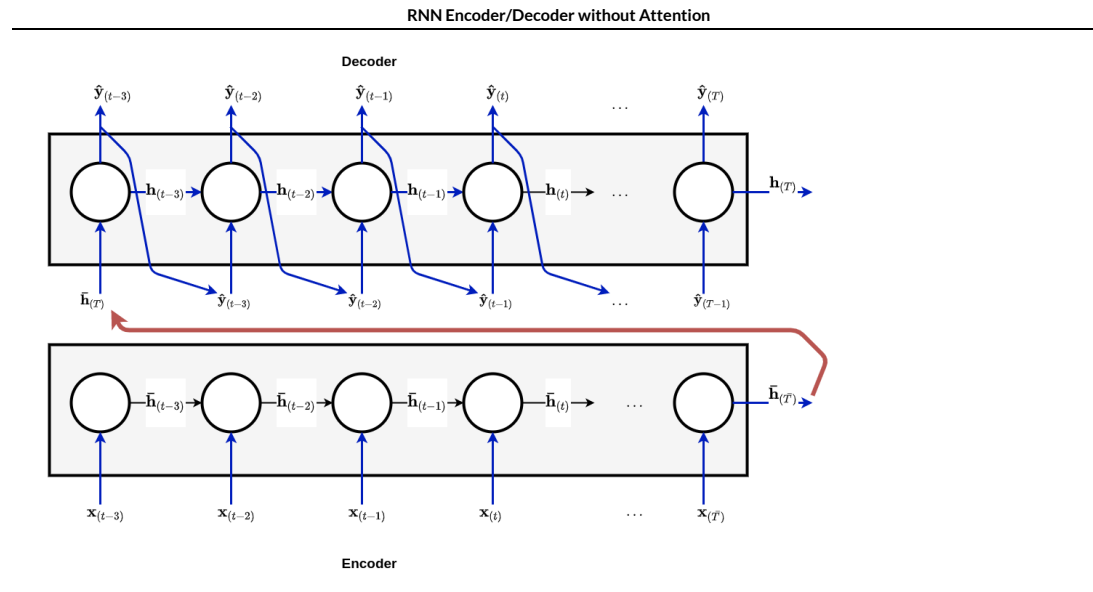 RNN Encoder/Decoder without Attention
Decoder
ŷ(t−3) ŷ(t−2) ŷ(t−1) ŷ(t) ... ŷ(T)
h(t−3) h(t−2) h(t−1) h(t) ... h(T)
h̄(T) ŷ(t−3) ŷ(t−2) ŷ(t−1) ... ŷ(T−1)
h̄(t−3) h̄(t−2) h̄(t−1) h̄(t) ... h̄(T̄)
x(t−3) x(t−2) x(t−1) x(t) ... x(T̄)
Encoder